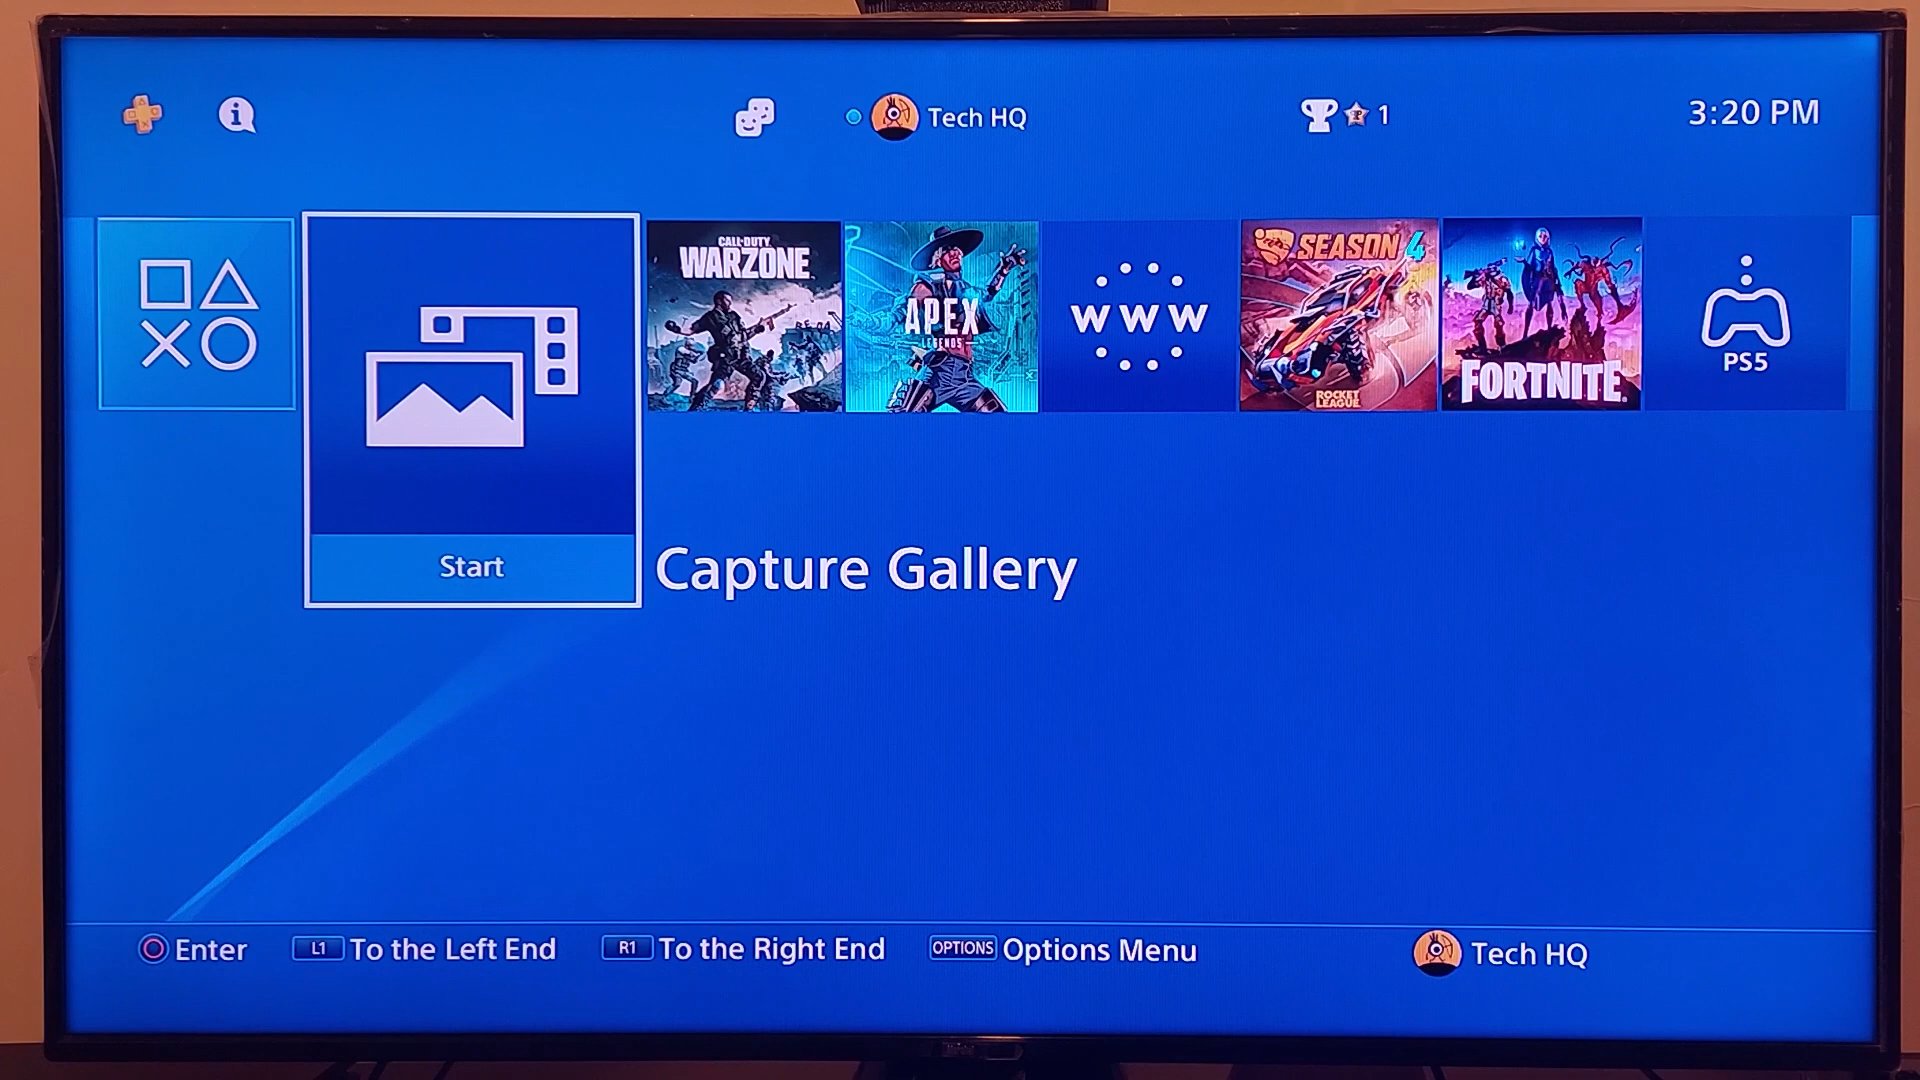 Tech HQ
1
3:20 PM
CALL OF DUTY
WARZONE
APEX
LEGENDS
WWW
SEASON 4
ROCKET
LEAGUE
FORTNITE
PS5
Start
Capture Gallery
Enter
L1 To the Left End
R1 To the Right End
OPTIONS Options Menu
Tech HQ